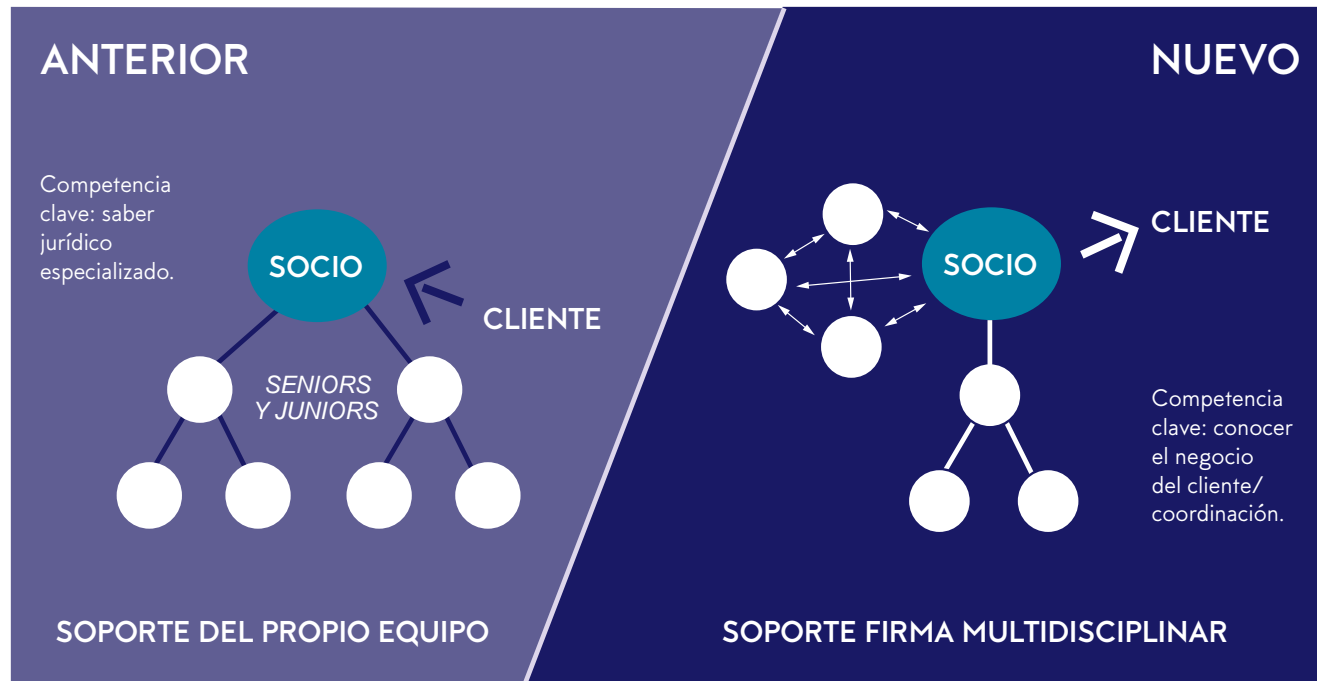 ANTERIOR
Competencia
clave: saber
jurídico
especializado.
SOCIO
CLIENTE
SENIORS
Y JUNIORS
SOPORTE DEL PROPIO EQUIPO
NUEVO
SOCIO
CLIENTE
Competencia
clave: conocer
el negocio
del cliente/
coordinación.
SOPORTE FIRMA MULTIDISCIPLINAR